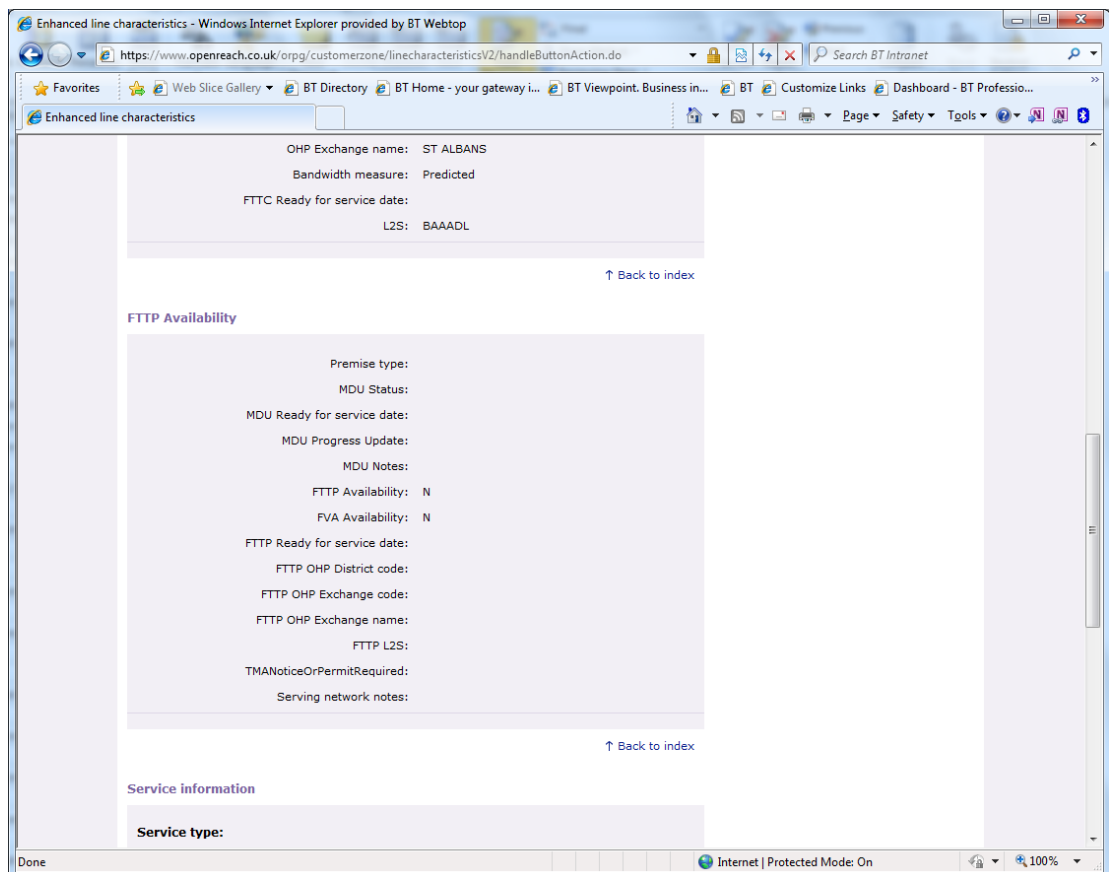 Enhanced line characteristics - Windows Internet Explorer provided by BT Webtop
https://www.openreach.co.uk/orpg/customerzone/linecharacteristicsV2/handleButtonAction.do Search BT Intranet
Favorites Web Slice Gallery BT Directory BT Home - your gateway i... BT Viewpoint. Business in... BT Customize Links Dashboard - BT Professio... »
Enhanced line characteristics Page Safety Tools
OHP Exchange name: ST ALBANS
Bandwidth measure: Predicted
FTTC Ready for service date:
L2S: BAAADL
↑ Back to index
FTTP Availability
Premise type:
MDU Status:
MDU Ready for service date:
MDU Progress Update:
MDU Notes:
FTTP Availability: N
FVA Availability: N
FTTP Ready for service date:
FTTP OHP District code:
FTTP OHP Exchange code:
FTTP OHP Exchange name:
FTTP L2S:
TMANoticeOrPermitRequired:
Serving network notes:
↑ Back to index
Service information
Service type:
Done Internet | Protected Mode: On 100%